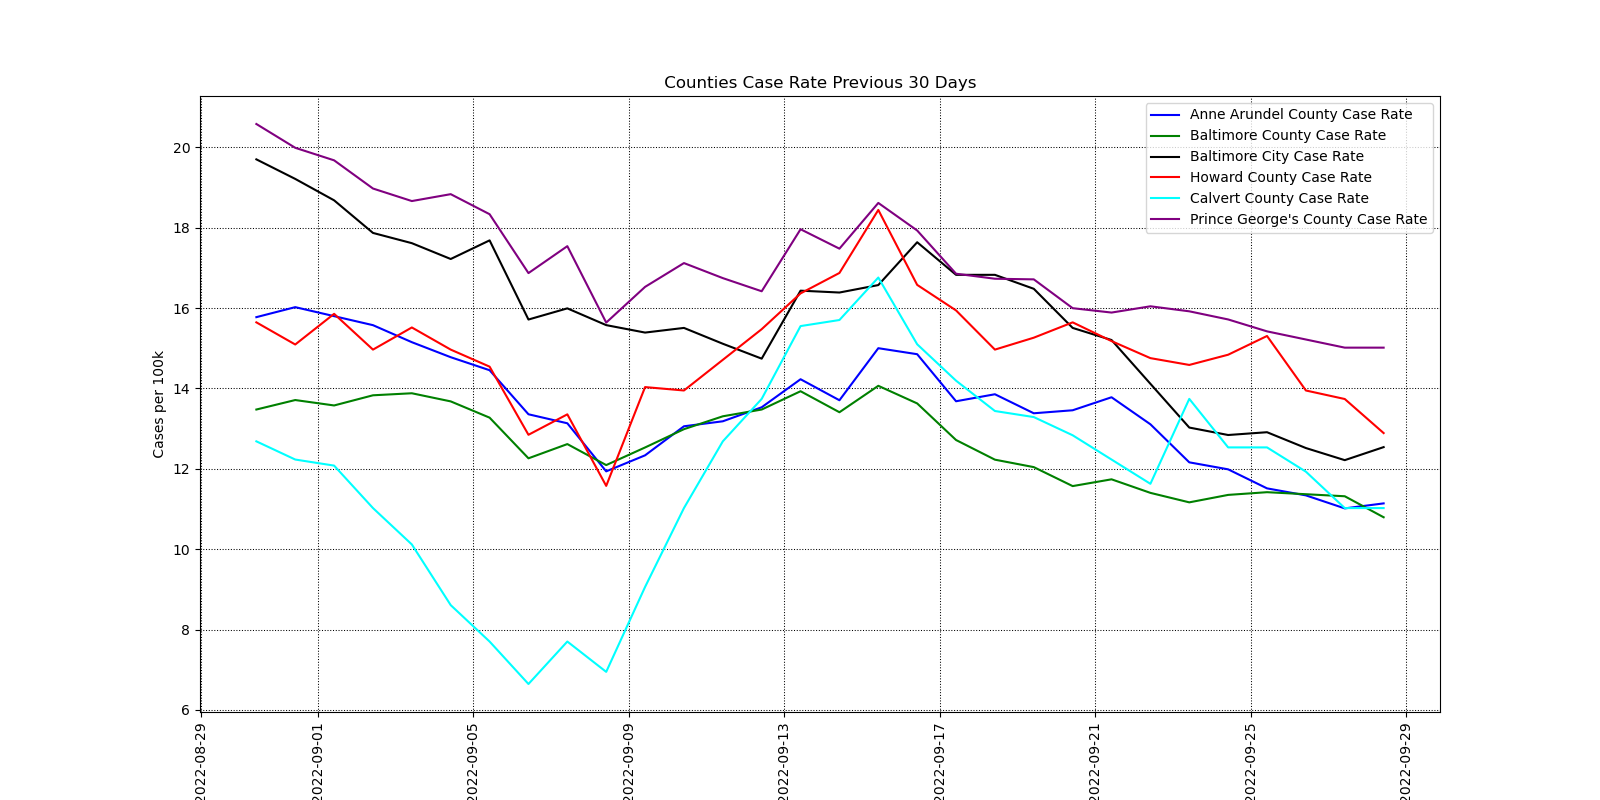 Counties Case Rate Previous 30 Days
Anne Arundel County Case Rate
Baltimore County Case Rate
Baltimore City Case Rate
Howard County Case Rate
Calvert County Case Rate
Prince George's County Case Rate
Cases per 100k
20
18
16
14
12
10
8
6
2022-08-29
2022-09-01
2022-09-05
2022-09-09
2022-09-13
2022-09-17
2022-09-21
2022-09-25
2022-09-29